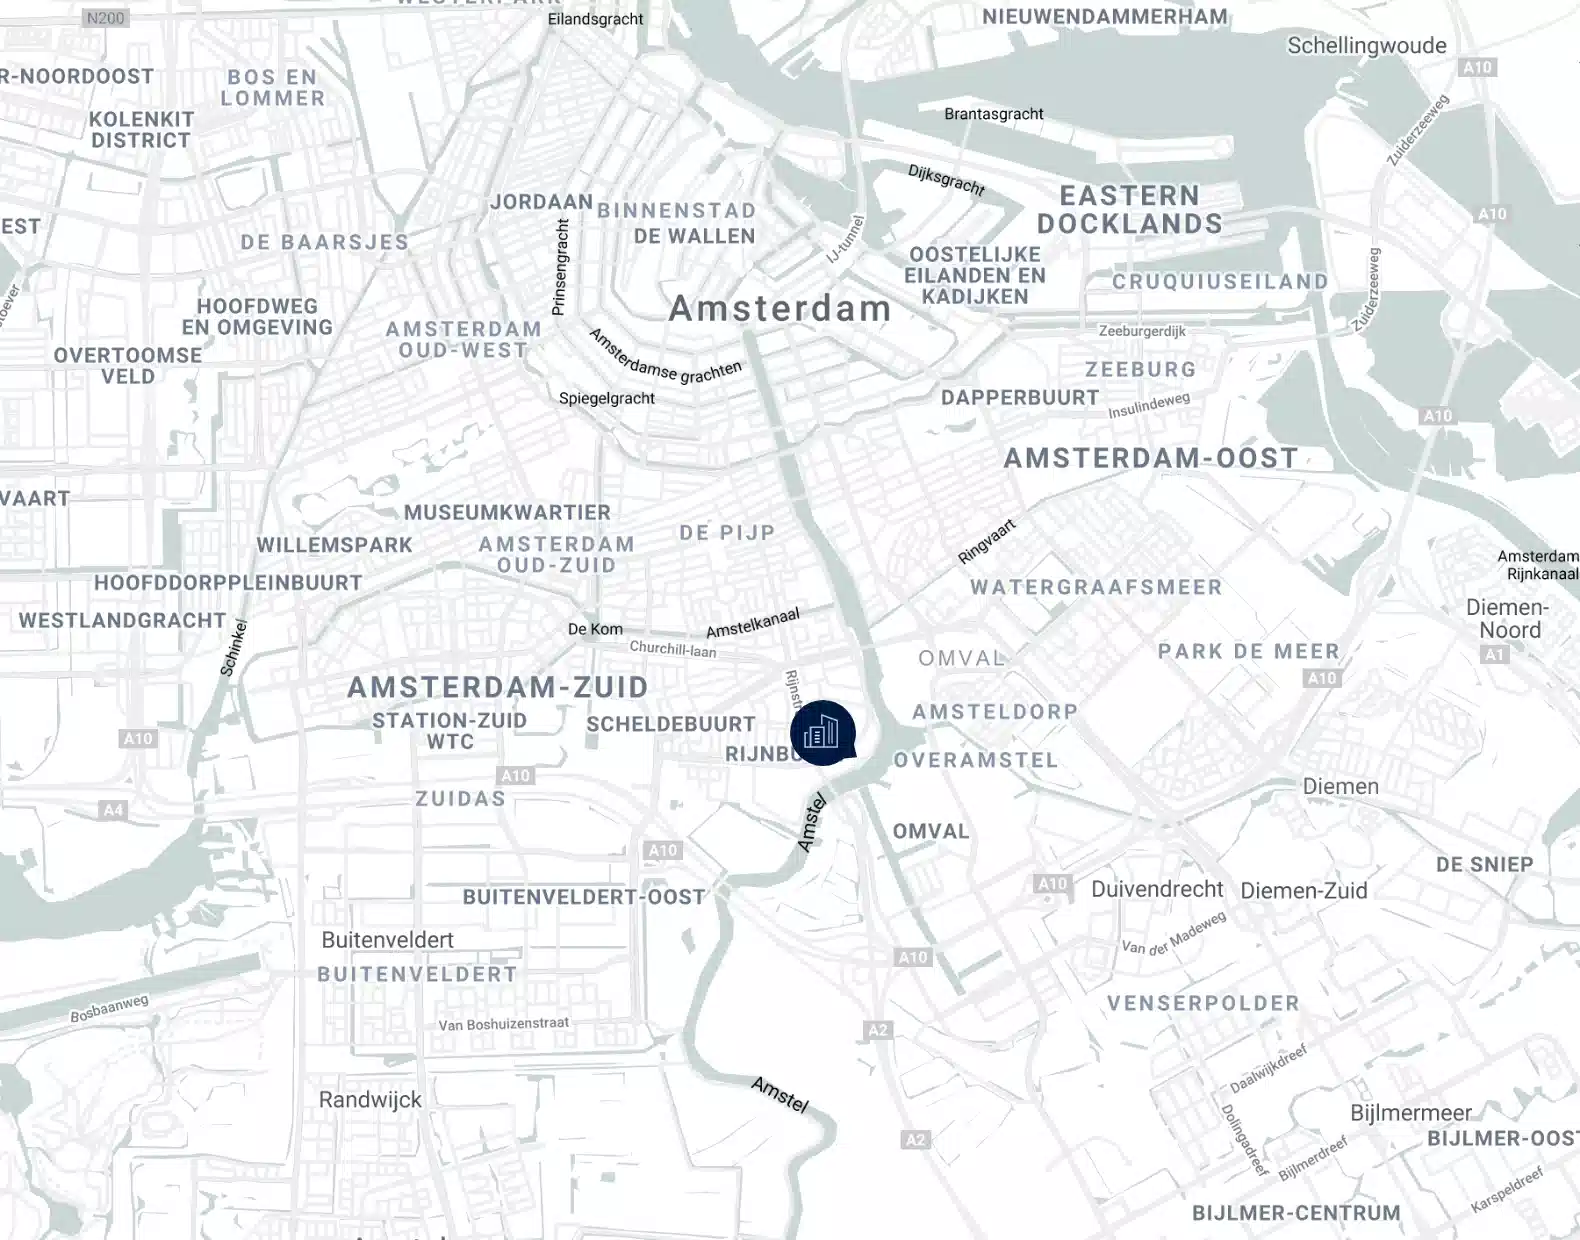 N200
Eilandsgracht
NIEUWENDAMMERHAM
Schellingwoude
A10
R-NOORDOOST
BOS EN
LOMMER
KOLENKIT
DISTRICT
Brantasgracht
Zuiderzeeweg
Dijksgracht
JORDAAN
BINNENSTAD
DE WALLEN
EASTERN
DOCKLANDS
A10
EST
DE BAARSJES
Prinsengracht
IJ-tunnel
OOSTELIJKE
EILANDEN EN
KADIJKEN
CRUQUIUSEILAND
Zuiderzeeweg
HOOFDWEG
EN OMGEVING
Amsterdam
AMSTERDAM
OUD-WEST
Zeeburgerdijk
OVERTOOMSE
VELD
Amsterdamse grachten
ZEEBURG
Spiegelgracht
DAPPERBUURT
Insulindeweg
A10
AMSTERDAM-OOST
VAART
MUSEUMKWARTIER
WILLEMSPARK
AMSTERDAM
OUD-ZUID
DE PIJP
Ringvaart
Amsterdam
Rijnkanaal
HOOFDDORPPLEINBUURT
WATERGRAAFSMEER
WESTLANDGRACHT
Schinkel
De Kom
Amstelkanaal
Churchill-laan
Diemen-
Noord
A1
OMVAL
PARK DE MEER
A10
AMSTERDAM-ZUID
STATION-ZUID
WTC
SCHELDEBUURT
AMSTELDORP
A10
OVERAMSTEL
A10
ZUIDAS
Diemen
A4
Amstel
OMVAL
A10
DE SNIEP
BUITENVELDERT-OOST
A10
Duivendrecht
Diemen-Zuid
Buitenveldert
Van der Madeweg
A10
BUITENVELDERT
Bosbaanweg
VENSERPOLDER
Van Boshuizenstraat
A2
Daalwijkdreef
Randwijck
Amstel
Dolingadreef
Bijlmermeer
BIJLMER-OOST
A2
Bijlmerdreef
Karspeldreef
BIJLMER-CENTRUM